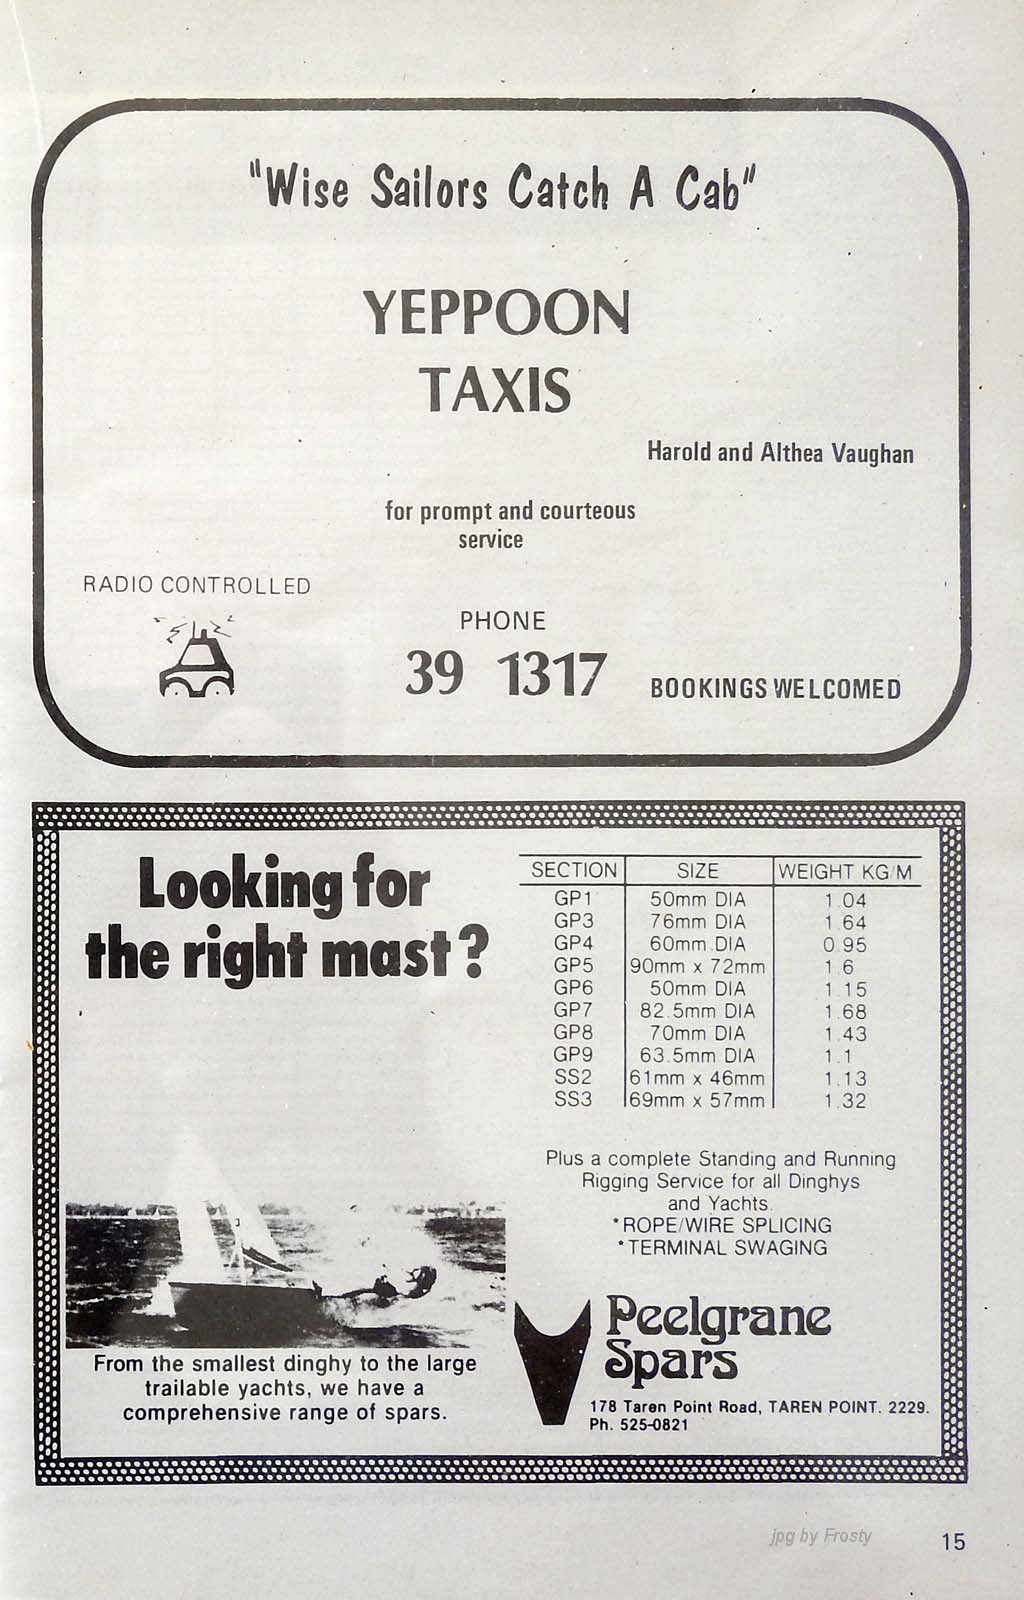 "Wise Sailors Catch A Cab"
YEPPOON
TAXIS
Harold and Althea Vaughan
for prompt and courteous
service
RADIO CONTROLLED
PHONE
39 1317
BOOKINGS WELCOMED
Looking for
the right mast?
SECTION SIZE WEIGHT KG/M
GP1 50mm DIA 1.04
GP3 76mm DIA 1.64
GP4 60mm DIA 0.95
GP5 90mm x 72mm 1.6
GP6 50mm DIA 1.15
GP7 82.5mm DIA 1.68
GP8 70mm DIA 1.43
GP9 63.5mm DIA 1.1
SS2 61mm x 46mm 1.13
SS3 69mm x 57mm 1.32
Plus a complete Standing and Running
Rigging Service for all Dinghys
and Yachts.
*ROPE/WIRE SPLICING
*TERMINAL SWAGING
From the smallest dinghy to the large
trailable yachts, we have a
comprehensive range of spars.
Peelgrane
Spars
178 Taren Point Road, TAREN POINT. 2229.
Ph. 525-0821
jpg by Frosty
15